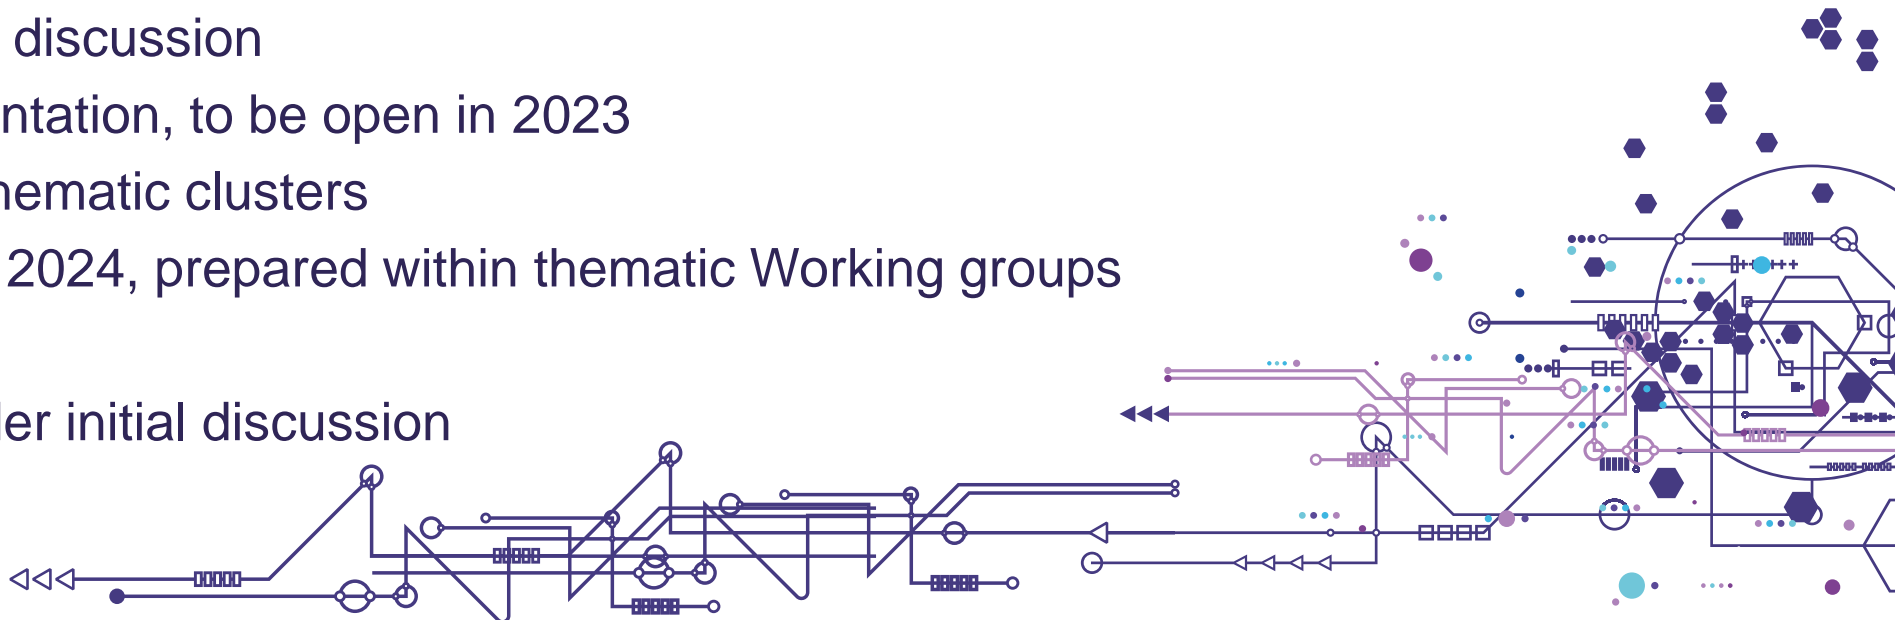 discussion
ntation, to be open in 2023
hematic clusters
2024, prepared within thematic Working groups
ler initial discussion